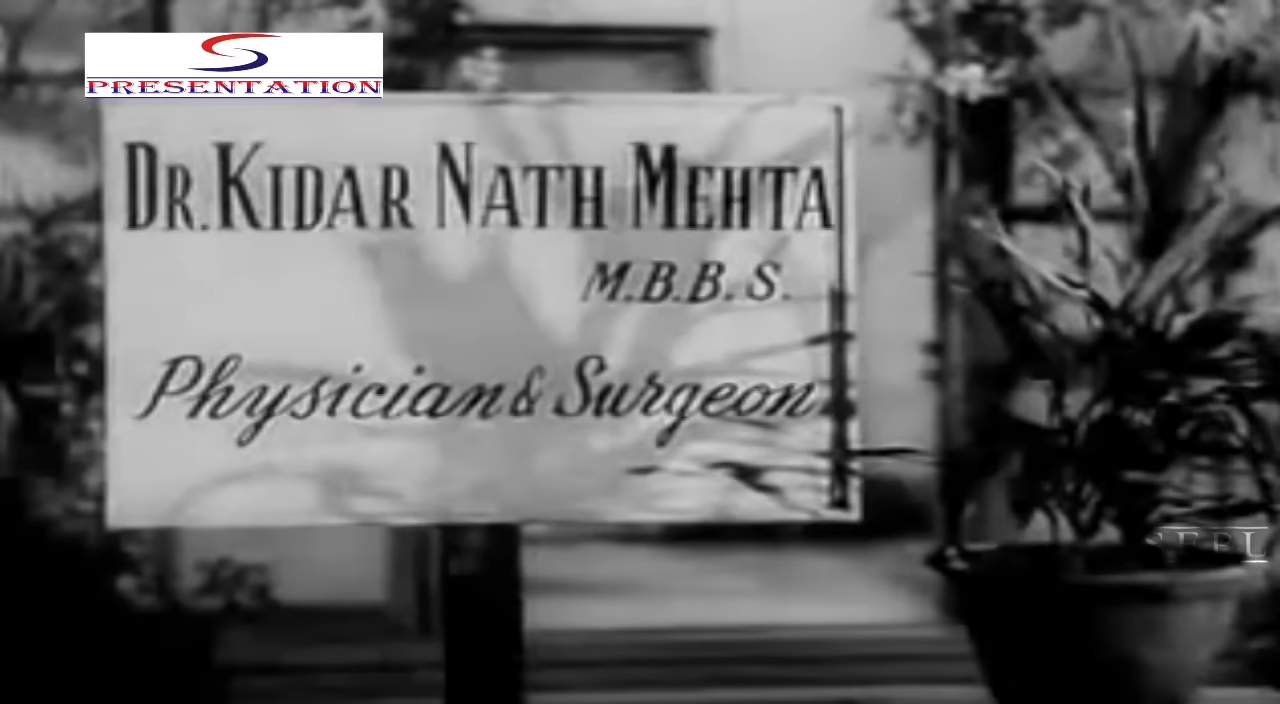 PRESENTATION
DR. KIDAR NATH MEHTA
M.B.B.S.
Physician & Surgeon